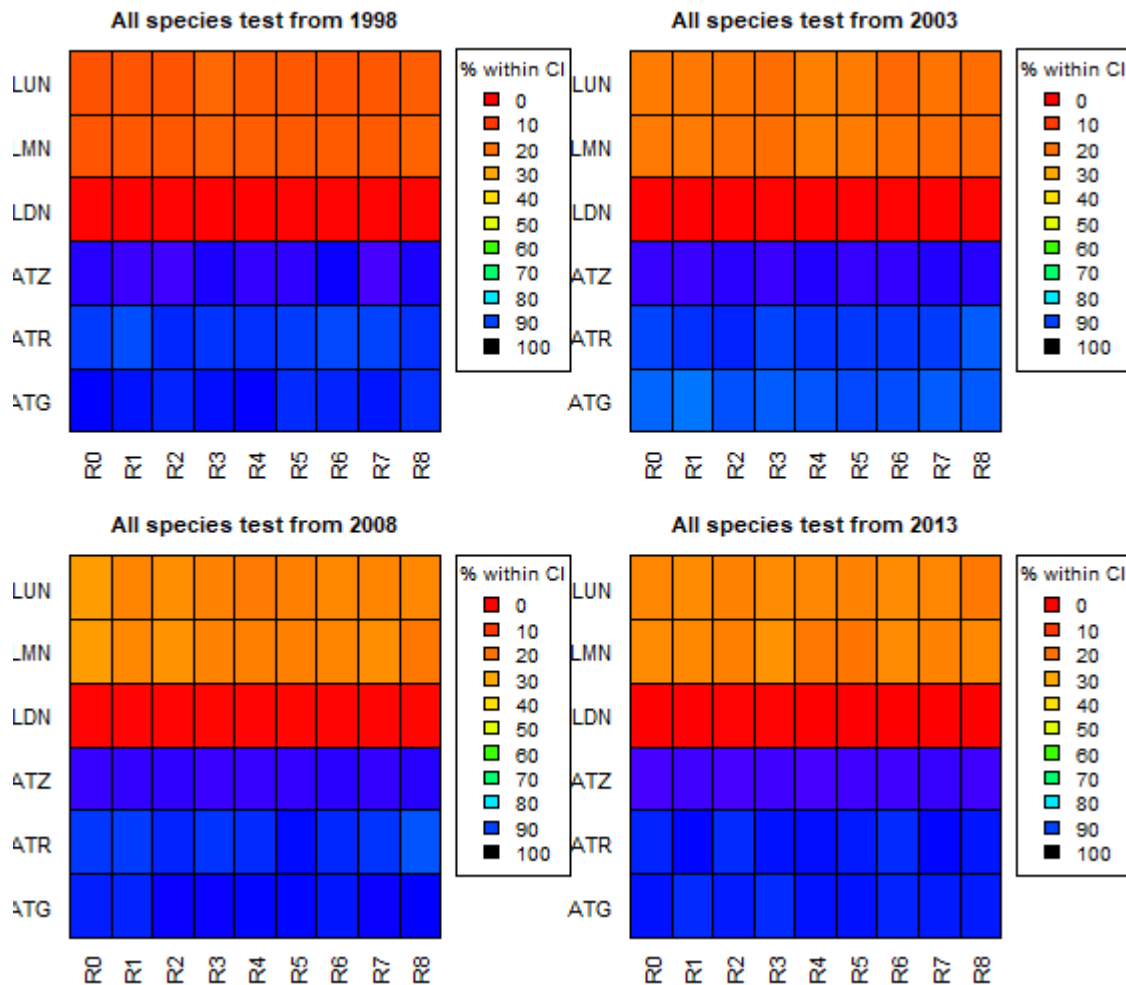 All species test from 1998
LUN
LMN
LDN
ATZ
ATR
ATG
R0 R1 R2 R3 R4 R5 R6 R7 R8
% within CI
0
10
20
30
40
50
60
70
80
90
100
All species test from 2003
LUN
LMN
LDN
ATZ
ATR
ATG
R0 R1 R2 R3 R4 R5 R6 R7 R8
% within CI
0
10
20
30
40
50
60
70
80
90
100
All species test from 2008
LUN
LMN
LDN
ATZ
ATR
ATG
R0 R1 R2 R3 R4 R5 R6 R7 R8
% within CI
0
10
20
30
40
50
60
70
80
90
100
All species test from 2013
LUN
LMN
LDN
ATZ
ATR
ATG
R0 R1 R2 R3 R4 R5 R6 R7 R8
% within CI
0
10
20
30
40
50
60
70
80
90
100